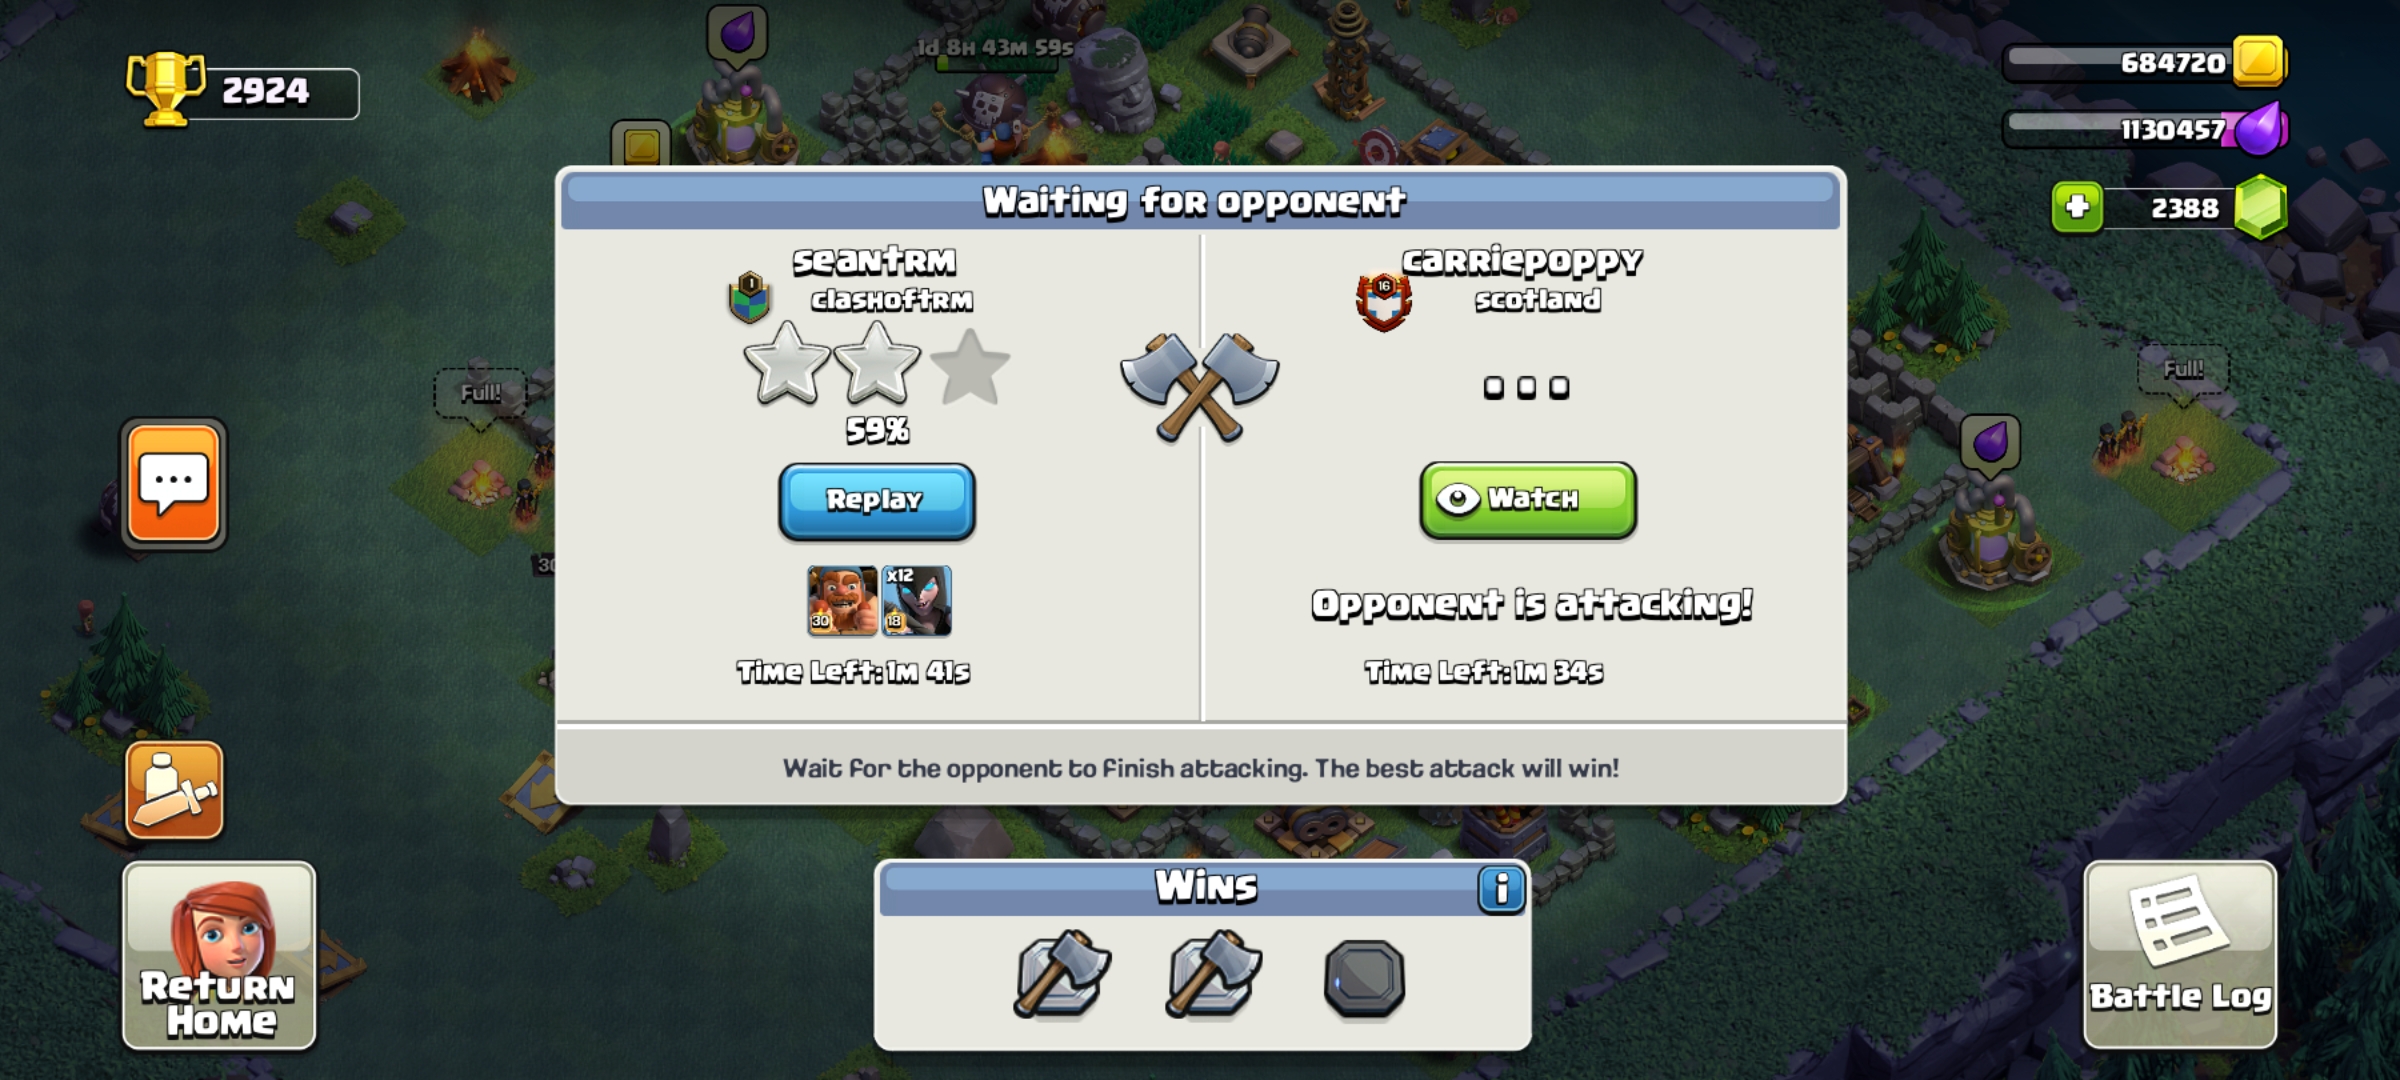 2924
1d 8H 43M 59s
684720
1130457
2388
Waiting for opponent
seantrm
clashoftrm
1
carriepoppy
scotland
16
59%
Full!
Full!
Replay
Watch
30
x12
30
18
Opponent is attacking!
Time Left:1M 41s
Time Left:1M 34s
Wait for the opponent to finish attacking. The best attack will win!
Wins
i
Return
Home
Battle Log